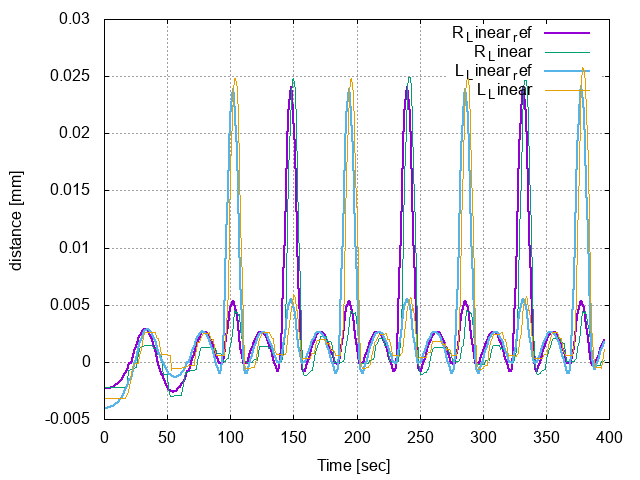 0.03
0.025
0.02
0.015
0.01
0.005
0
-0.005
distance [mm]
R_Linear_ref
R_Linear
L_Linear_ref
L_Linear
0 50 100 150 200 250 300 350 400
Time [sec]